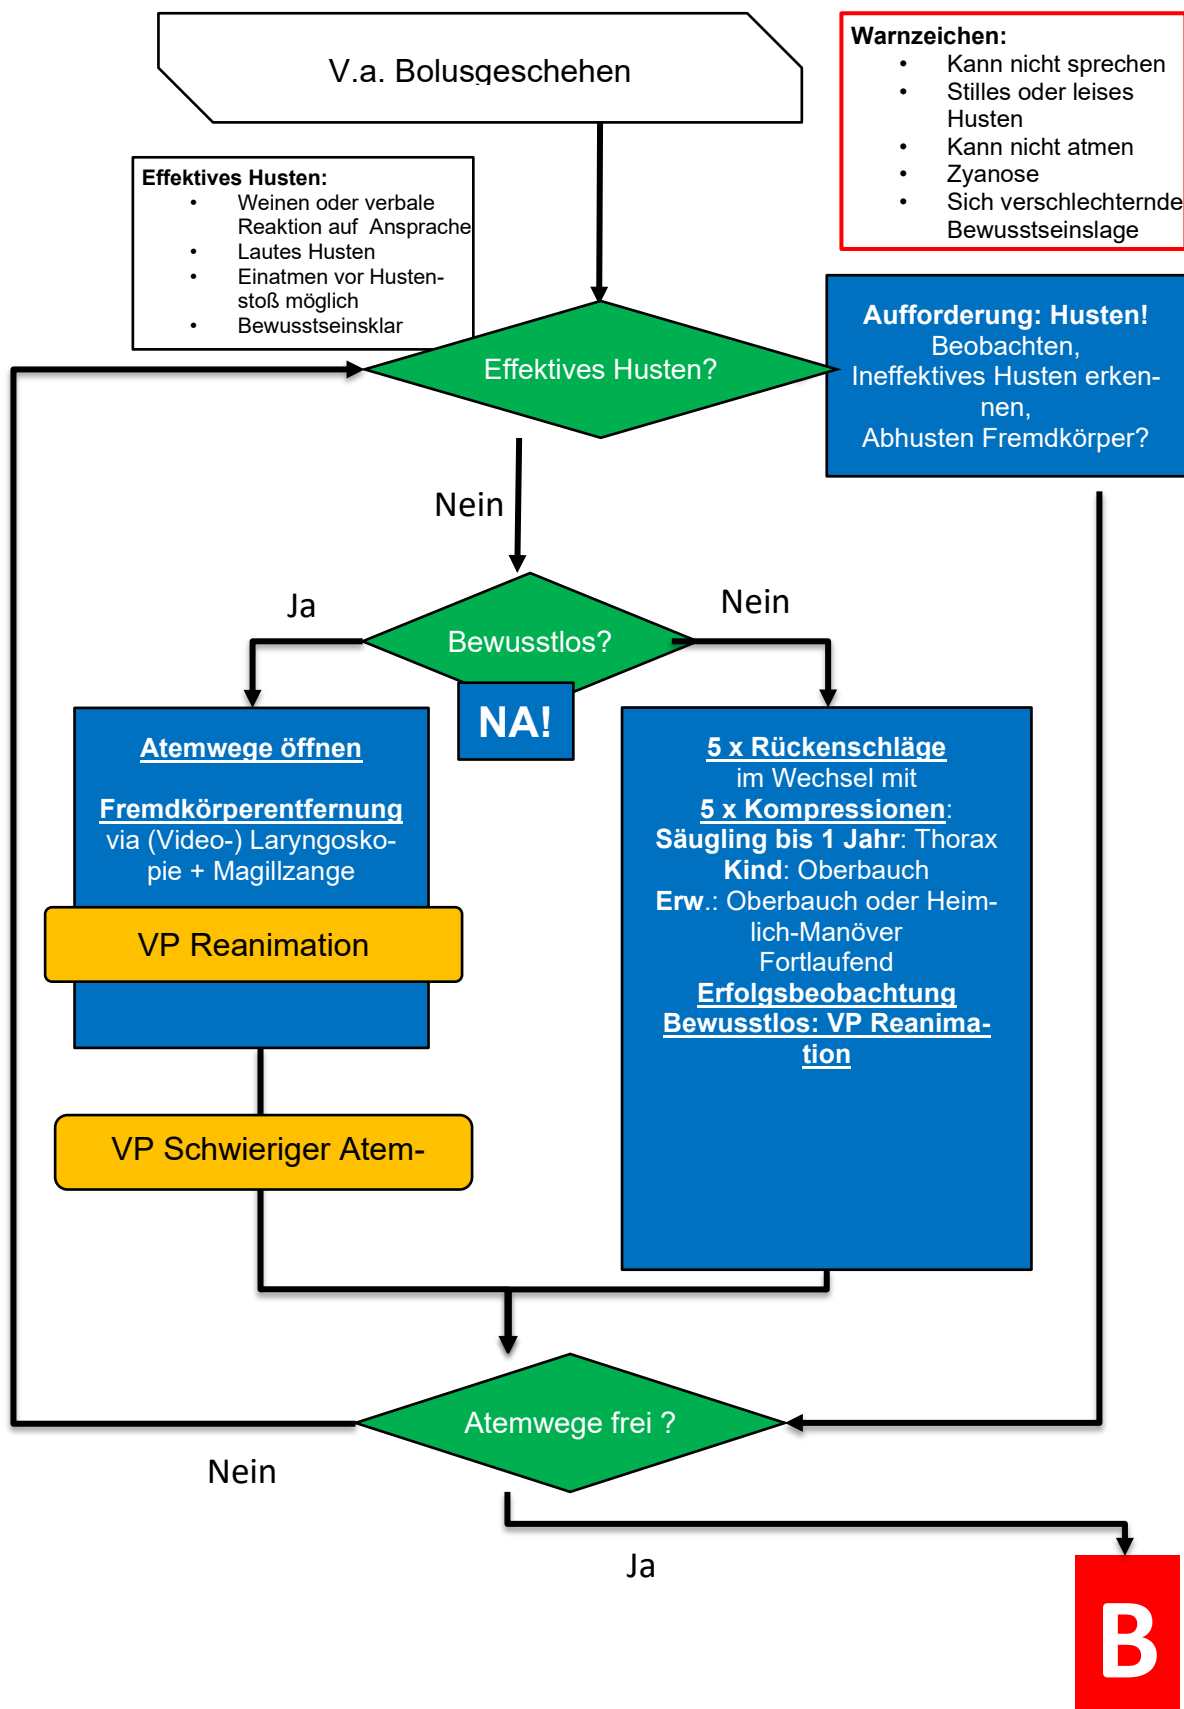 V.a. Bolusgeschehen
Warnzeichen:
• Kann nicht sprechen
• Stilles oder leises
Husten
• Kann nicht atmen
• Zyanose
• Sich verschlechternde
Bewusstseinslage
Effektives Husten:
• Weinen oder verbale
Reaktion auf Ansprache
• Lautes Husten
• Einatmen vor Husten-
stoß möglich
• Bewusstseinsklar
Effektives Husten?
Aufforderung: Husten!
Beobachten,
Ineffektives Husten erken-
nen,
Abhusten Fremdkörper?
Nein
Ja
Bewusstlos?
Nein
NA!
Atemwege öffnen
Fremdkörperentfernung
via (Video-) Laryngosko-
pie + Magillzange
VP Reanimation
VP Schwieriger Atem-
5 x Rückenschläge
im Wechsel mit
5 x Kompressionen:
Säugling bis 1 Jahr: Thorax
Kind: Oberbauch
Erw.: Oberbauch oder Heim-
lich-Manöver
Fortlaufend
Erfolgsbeobachtung
Bewusstlos: VP Reanima-
tion
Atemwege frei ?
Nein
Ja
B